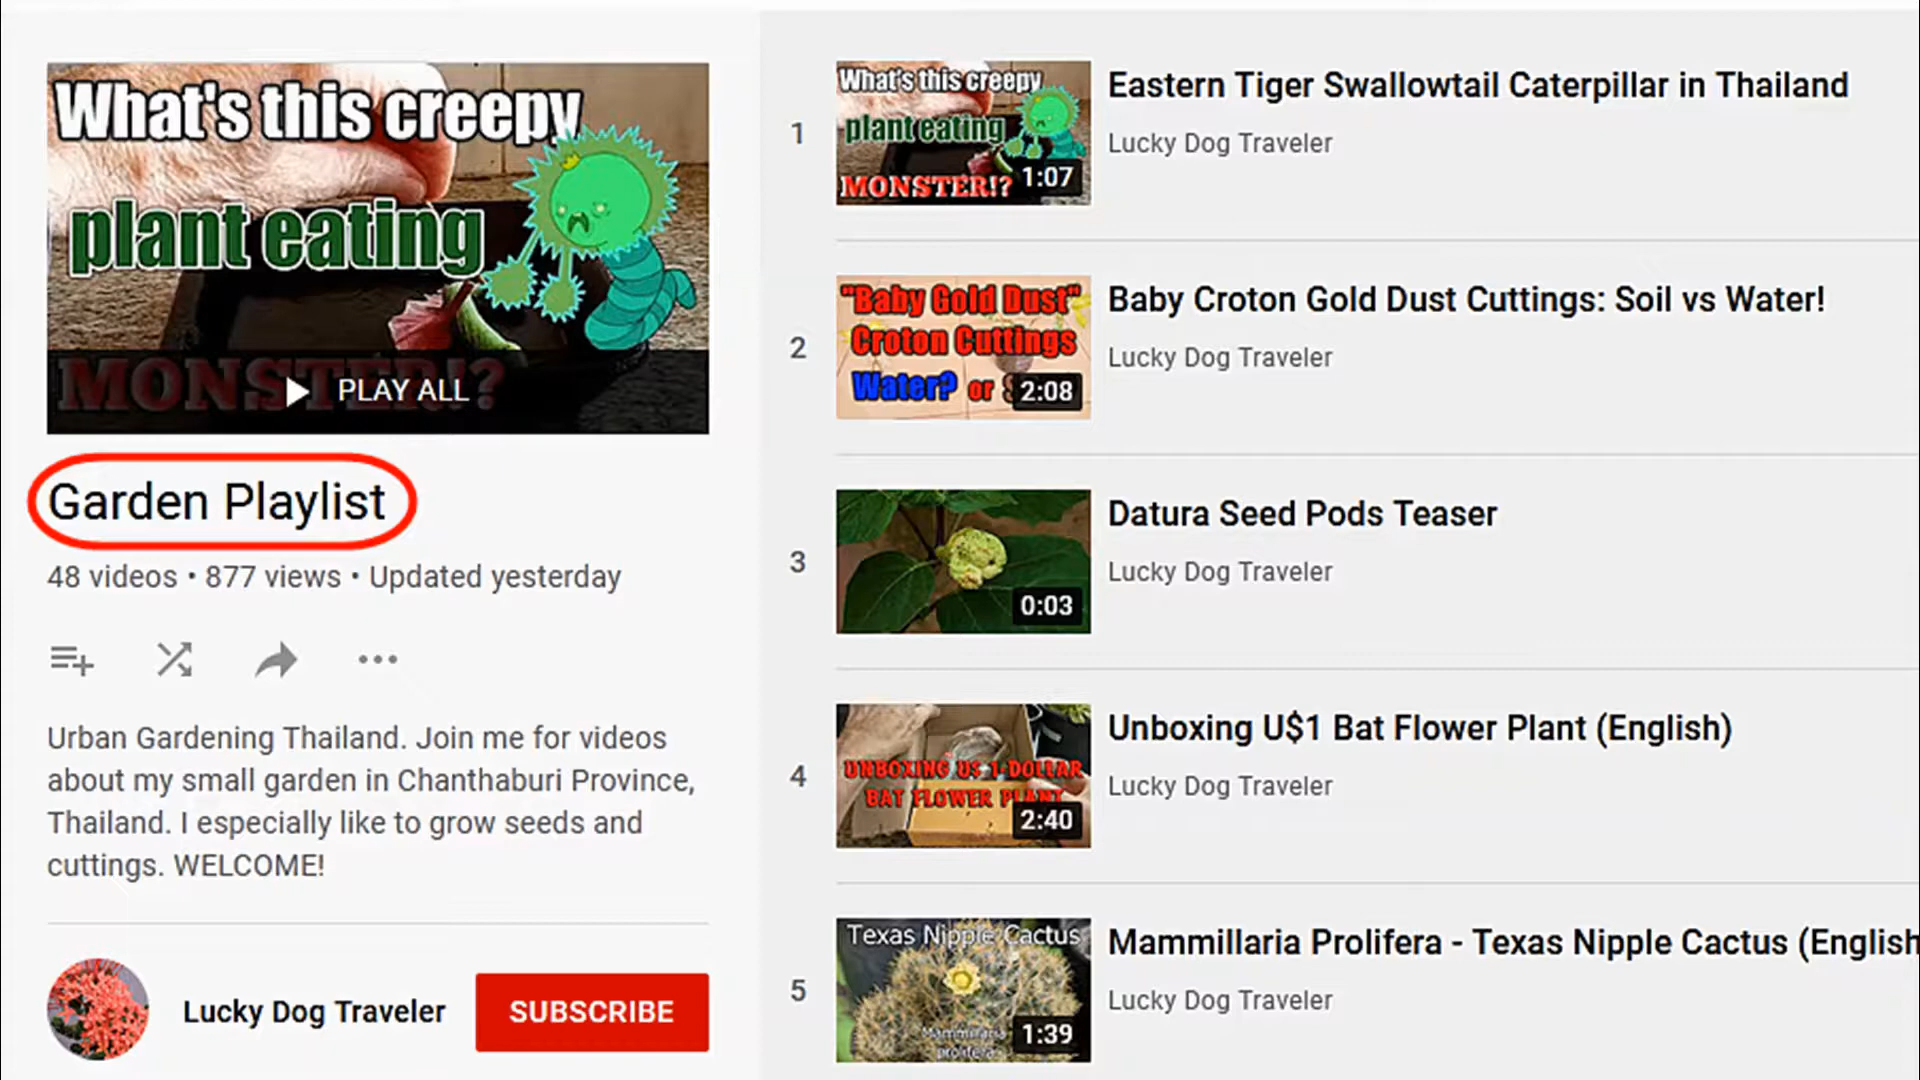 What's this creepy
plant eating
MONSTER!?
PLAY ALL
Garden Playlist
48 videos • 877 views • Updated yesterday
Urban Gardening Thailand. Join me for videos
about my small garden in Chanthaburi Province,
Thailand. I especially like to grow seeds and
cuttings. WELCOME!
Lucky Dog Traveler
SUBSCRIBE
1
What's this creepy
plant eating
MONSTER!?
1:07
Eastern Tiger Swallowtail Caterpillar in Thailand
Lucky Dog Traveler
2
"Baby Gold Dust"
Croton Cuttings
Water? or
2:08
Baby Croton Gold Dust Cuttings: Soil vs Water!
Lucky Dog Traveler
3
0:03
Datura Seed Pods Teaser
Lucky Dog Traveler
4
UNBOXING US 1-DOLLAR
BAT FLOWER PLANT
2:40
Unboxing U$1 Bat Flower Plant (English)
Lucky Dog Traveler
5
Texas Nipple Cactus
Mammillaria
prolifera
1:39
Mammillaria Prolifera - Texas Nipple Cactus (English
Lucky Dog Traveler